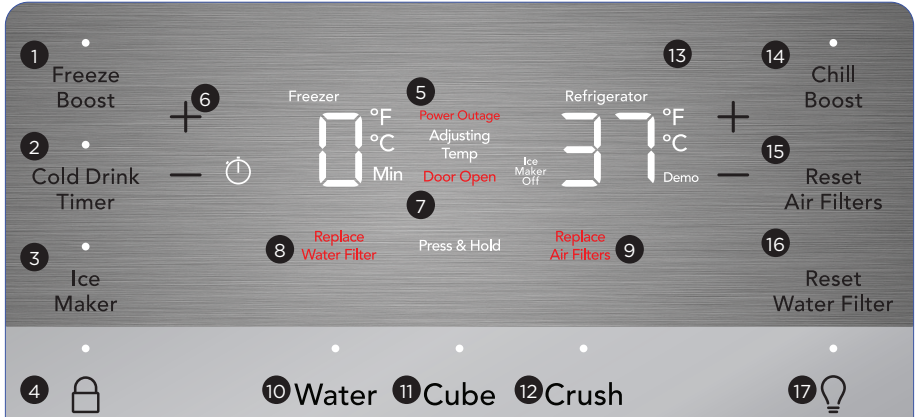 1
Freeze
Boost
2
Cold Drink
Timer
3
Ice
Maker
4
6
+
−
Freezer
0
°F
°C
Min
5
Power Outage
Adjusting
Temp
Door Open
7
Ice
Maker
Off
Refrigerator
37
°F
°C
Demo
13
+
−
8
Replace
Water Filter
Press & Hold
Replace
Air Filters
9
14
Chill
Boost
15
Reset
Air Filters
16
Reset
Water Filter
10 Water
11 Cube
12 Crush
17